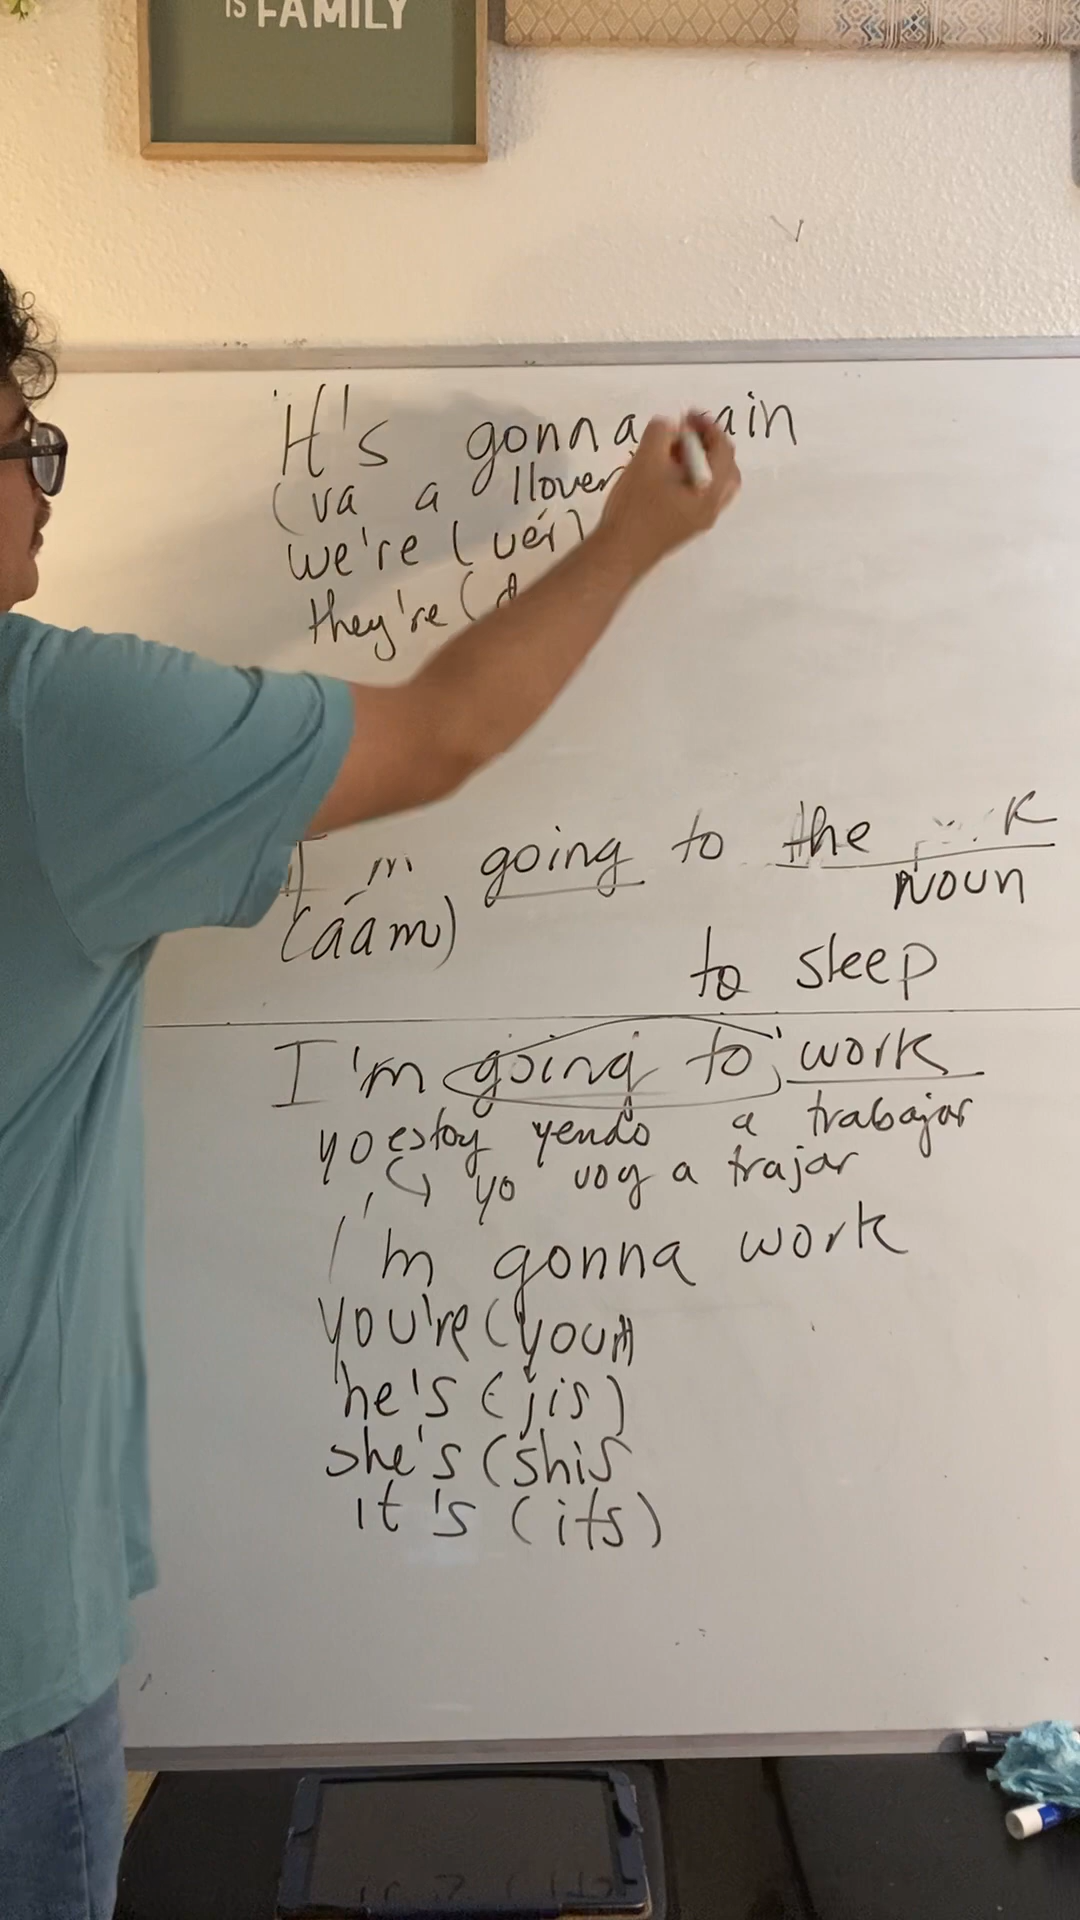 IS FAMILY
It's gonna rain
(va a llover
we're (uér)
they're (d
I'm going to the
NOUN
(áám)
to sleep
I'm going to work
yo estoy yendo a trabajar
yo voy a trajar
I'm gonna work
you're (your)
he's (jis)
she's (shis
it's (its)